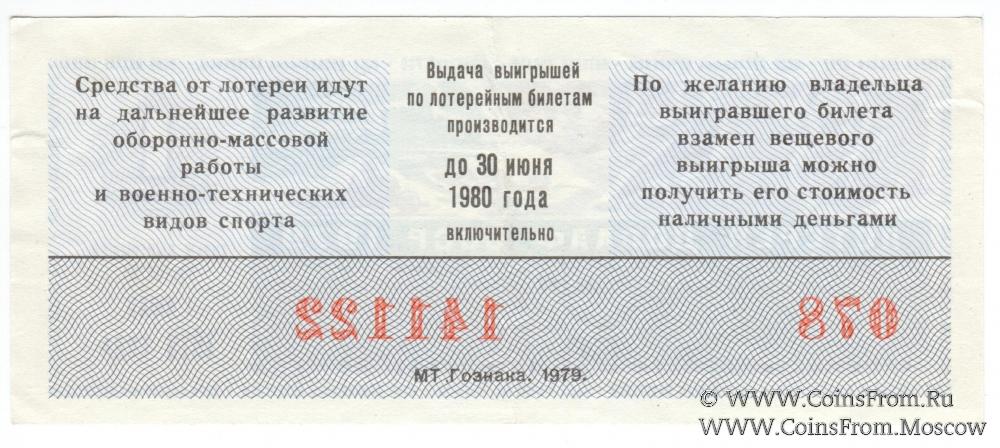 Средства от лотереи идут
на дальнейшее развитие
оборонно-массовой
работы
и военно-технических
видов спорта
Выдача выигрышей
по лотерейным билетам
производится
до 30 июня
1980 года
включительно
По желанию владельца
выигравшего билета
взамен вещевого
выигрыша можно
получить его стоимость
наличными деньгами
141122
078
МТ Гознака. 1979.
© WWW.CoinsFrom.Ru
WWW.CoinsFrom.Moscow